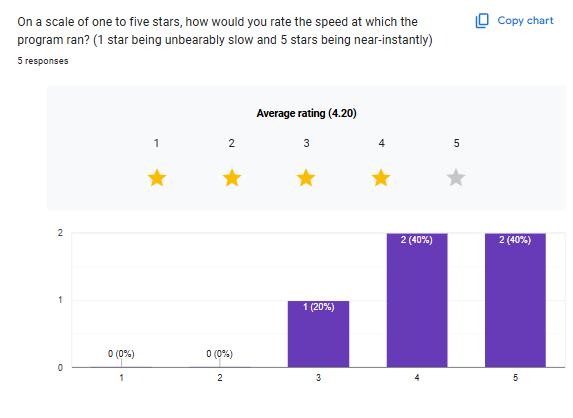 On a scale of one to five stars, how would you rate the speed at which the
program ran? (1 star being unbearably slow and 5 stars being near-instantly)
Copy chart
5 responses
Average rating (4.20)
1 2 3 4 5
2
1
0
0 (0%) 0 (0%) 1 (20%) 2 (40%) 2 (40%)
1 2 3 4 5